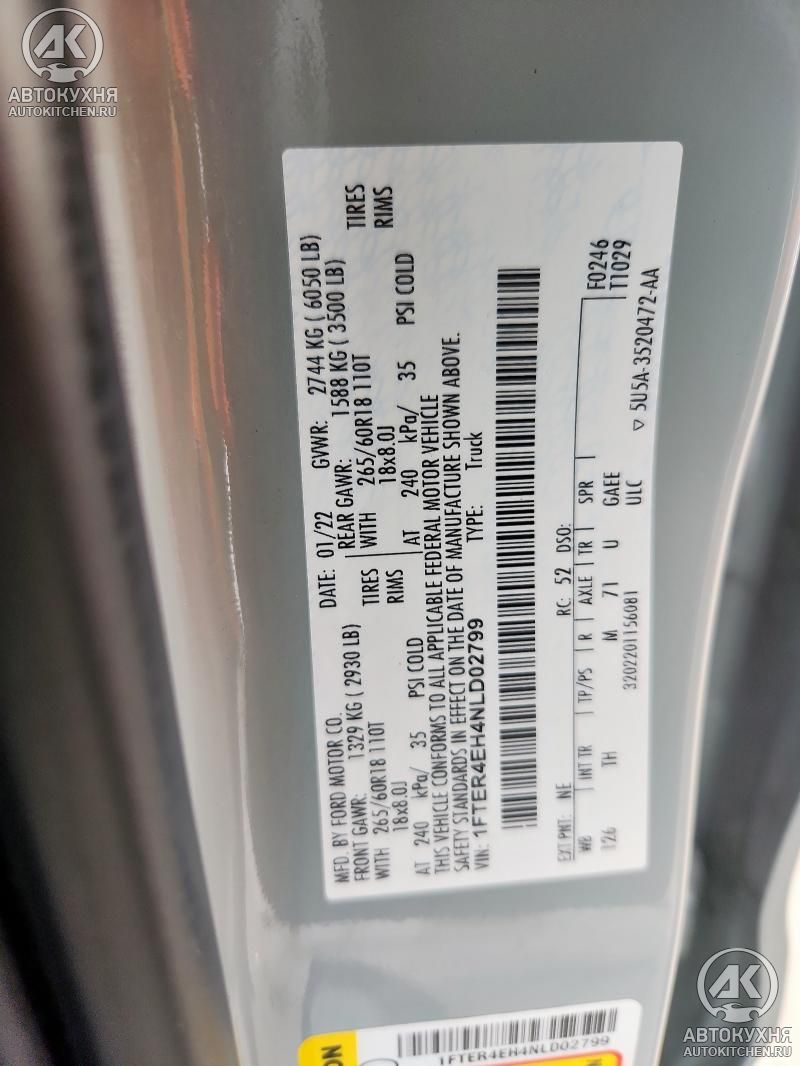 АВТОКУХНЯ
AUTOKITCHEN.RU
MFD. BY FORD MOTOR CO.
DATE: 01/22 GVWR: 2744 KG ( 6050 LB)
FRONT GAWR: 1329 KG ( 2930 LB) REAR GAWR: 1588 KG ( 3500 LB)
WITH 265/60R18 110T TIRES WITH 265/60R18 110T TIRES
18x8.0J RIMS 18x8.0J RIMS
AT 240 kPa/ 35 PSI COLD AT 240 kPa/ 35 PSI COLD
THIS VEHICLE CONFORMS TO ALL APPLICABLE FEDERAL MOTOR VEHICLE
SAFETY STANDARDS IN EFFECT ON THE DATE OF MANUFACTURE SHOWN ABOVE.
VIN: 1FTER4EH4NLD02799 TYPE: Truck
EXT PNT: NE RC: 52 DSO: F0246
T1029
WB INT TR TP/PS R AXLE TR SPR
126 TH M 71 U GAEE
ULC
3202201156081
▽ 5U5A-3520472-AA
ON
1FTER4EH4NLD02799
N
АК
АВТОКУХНЯ
AUTOKITCHEN.RU